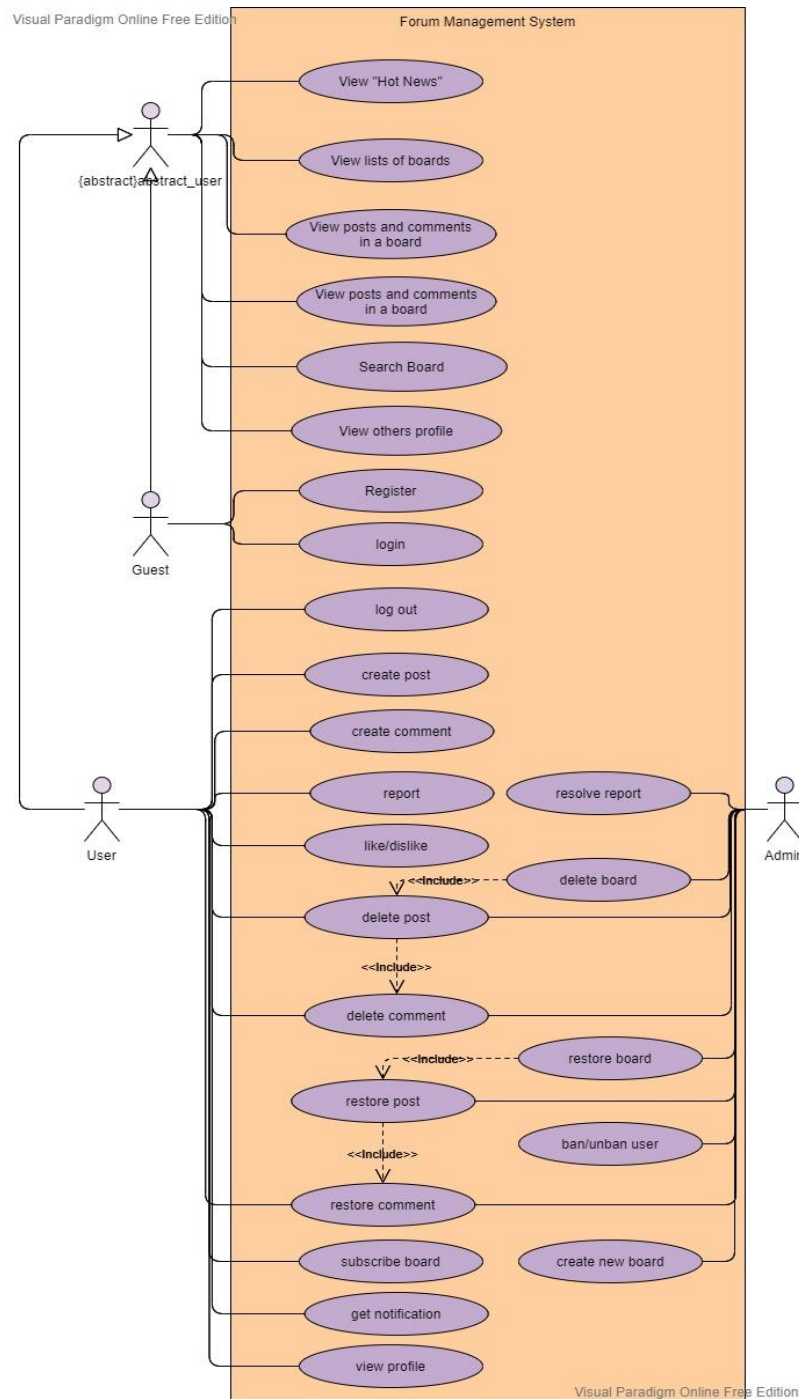 Visual Paradigm Online Free Edition
Forum Management System
View "Hot News"
{abstract}abstract_user
View lists of boards
View posts and comments
in a board
View posts and comments
in a board
Search Board
View others profile
Register
login
Guest
log out
create post
create comment
report
resolve report
like/dislike
User
Admin
<<Include>>
delete board
delete post
<<Include>>
delete comment
<<Include>>
restore board
restore post
ban/unban user
<<Include>>
restore comment
subscribe board
create new board
get notification
view profile
Visual Paradigm Online Free Edition